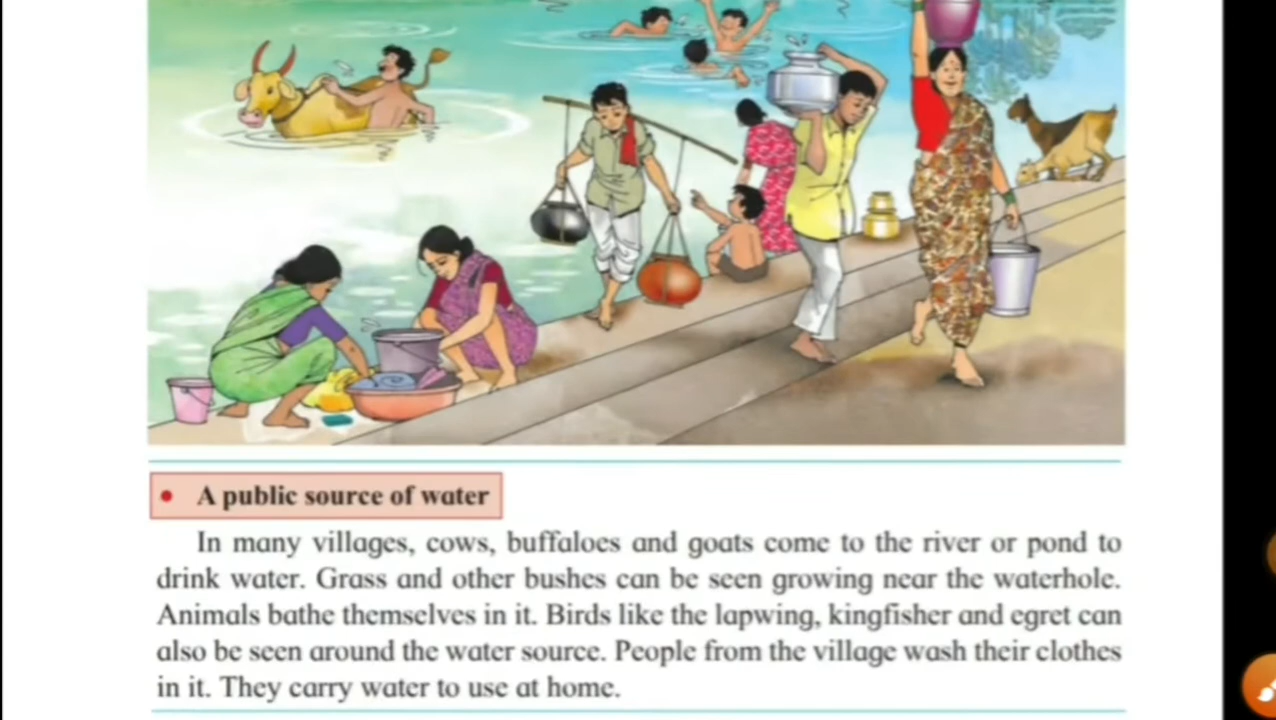 • A public source of water
In many villages, cows, buffaloes and goats come to the river or pond to
drink water. Grass and other bushes can be seen growing near the waterhole.
Animals bathe themselves in it. Birds like the lapwing, kingfisher and egret can
also be seen around the water source. People from the village wash their clothes
in it. They carry water to use at home.